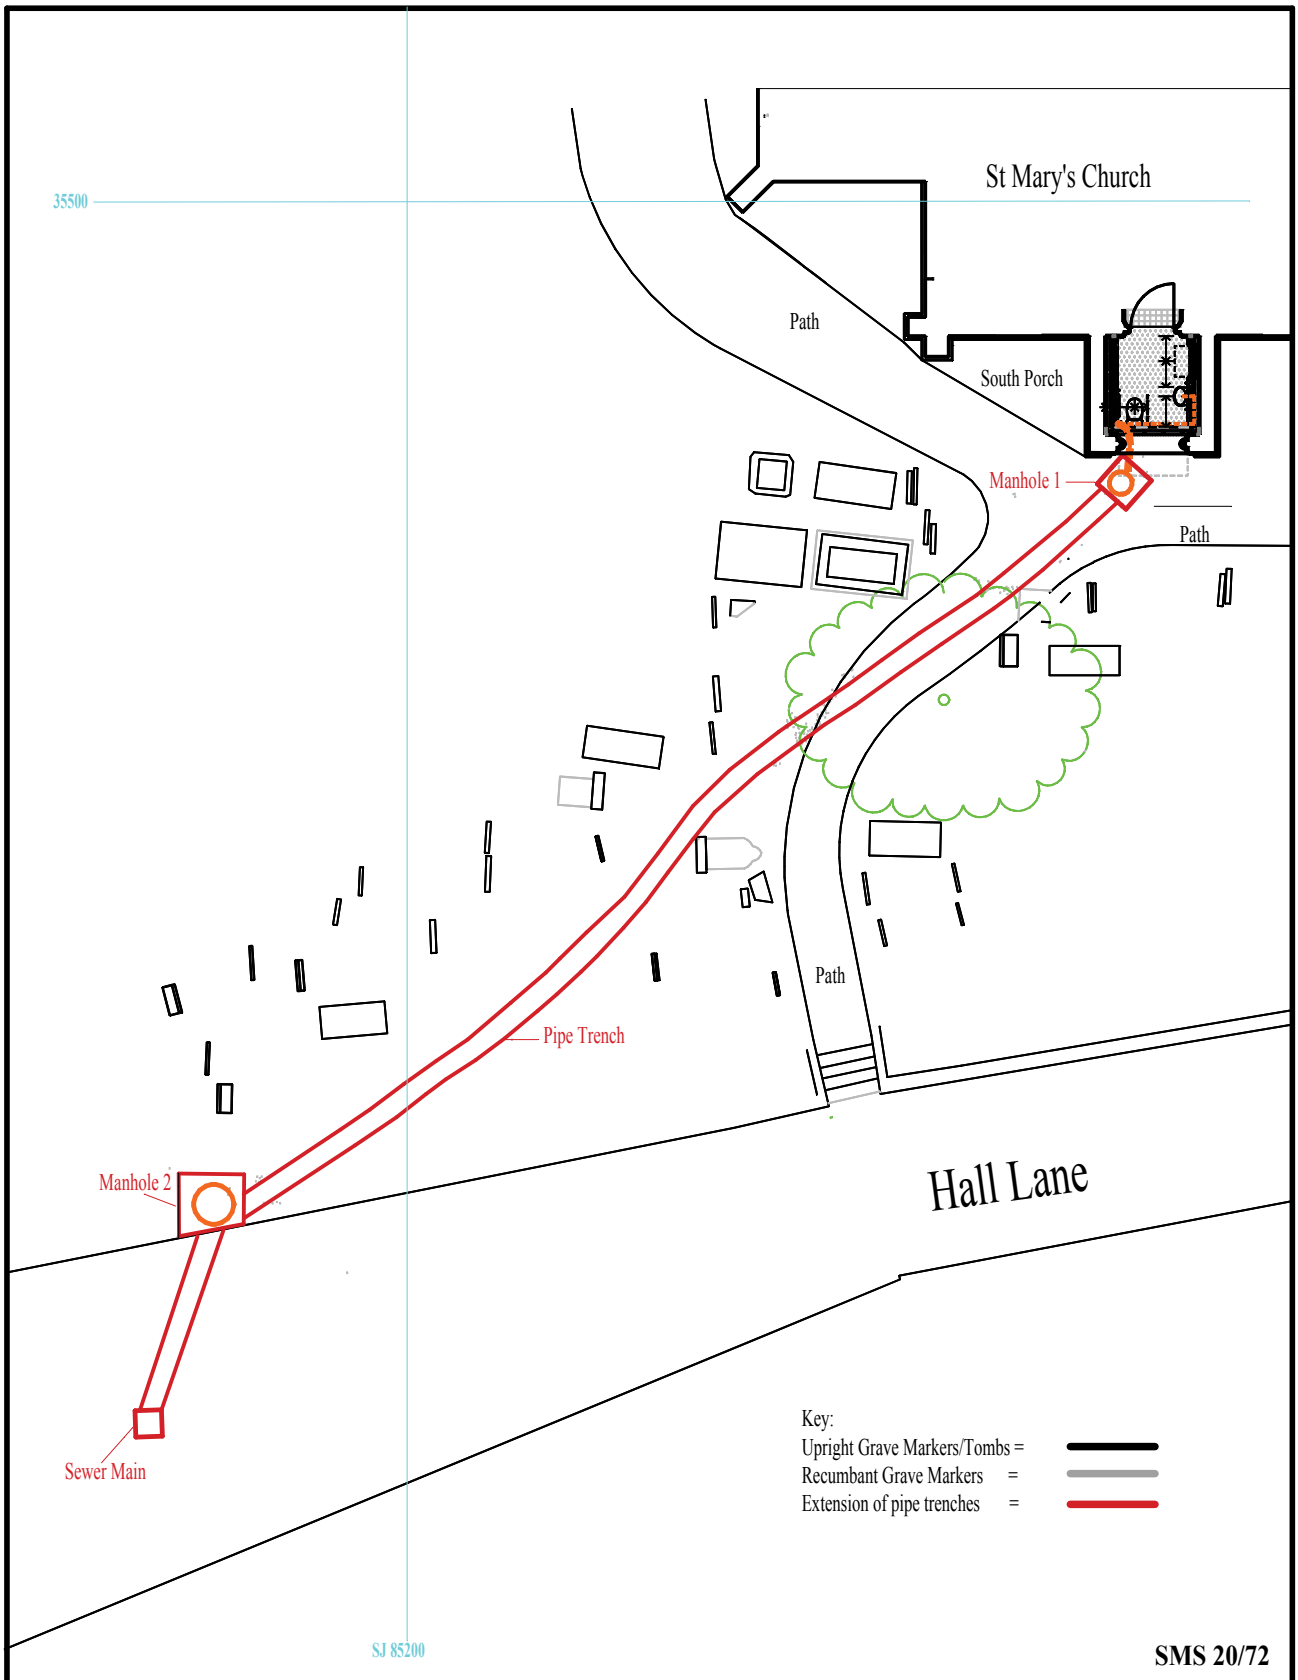 St Mary's Church
35500
Path
South Porch
Manhole 1
Path
Path
Pipe Trench
Manhole 2
Hall Lane
Sewer Main
Key:
Upright Grave Markers/Tombs =
Recumbant Grave Markers =
Extension of pipe trenches =
SJ 85200
SMS 20/72